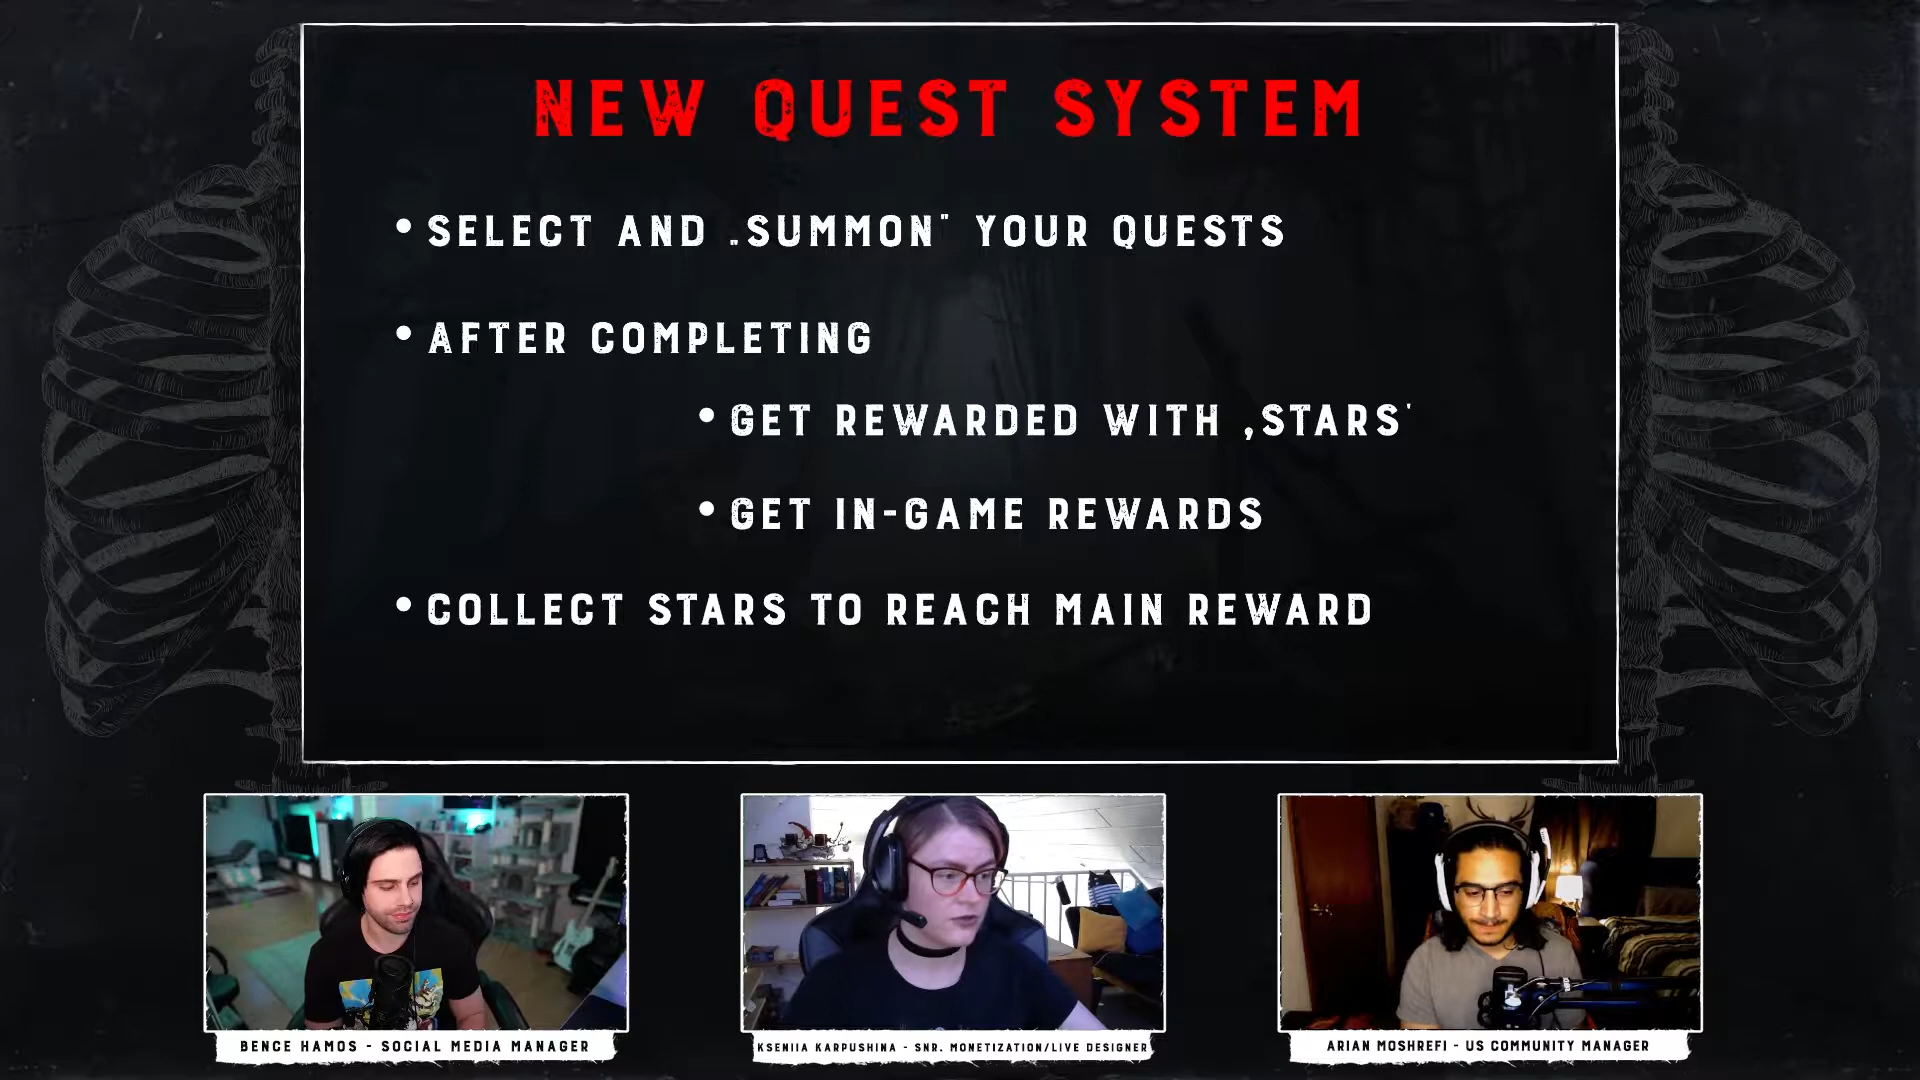 NEW QUEST SYSTEM
• SELECT AND „SUMMON" YOUR QUESTS
• AFTER COMPLETING
• GET REWARDED WITH ‚STARS'
• GET IN-GAME REWARDS
• COLLECT STARS TO REACH MAIN REWARD
BENCE HAMOS - SOCIAL MEDIA MANAGER
KSENIIA KARPUSHINA - SNR. MONETIZATION/LIVE DESIGNER
ARIAN MOSHREFI - US COMMUNITY MANAGER